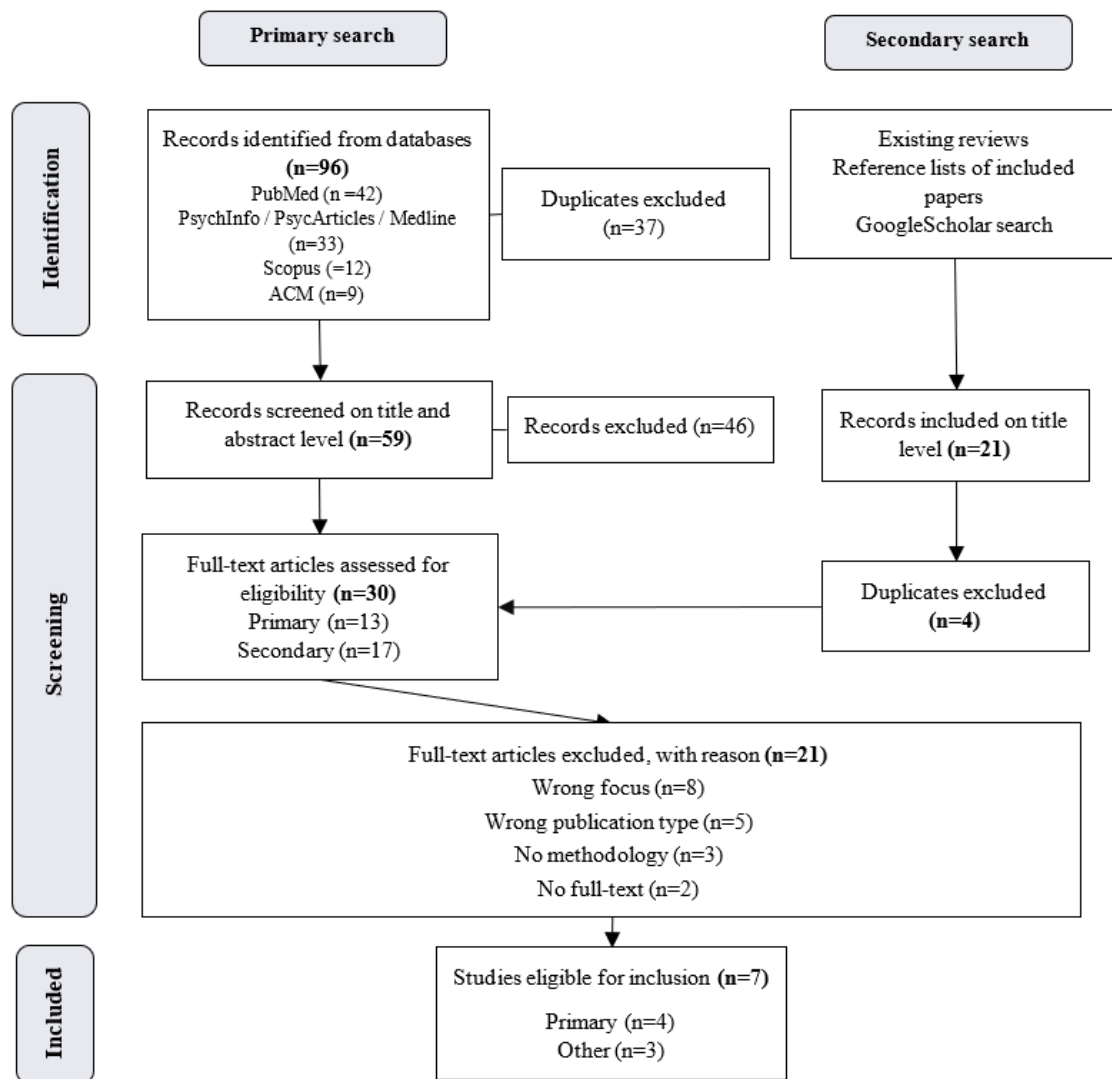 Primary search
Secondary search
Identification
Records identified from databases
(n=96)
PubMed (n =42)
PsychInfo / PsycArticles / Medline
(n=33)
Scopus (=12)
ACM (n=9)
Duplicates excluded
(n=37)
Existing reviews
Reference lists of included
papers
GoogleScholar search
Screening
Records screened on title and
abstract level (n=59)
Records excluded (n=46)
Records included on title
level (n=21)
Full-text articles assessed for
eligibility (n=30)
Primary (n=13)
Secondary (n=17)
Duplicates excluded
(n=4)
Full-text articles excluded, with reason (n=21)
Wrong focus (n=8)
Wrong publication type (n=5)
No methodology (n=3)
No full-text (n=2)
Included
Studies eligible for inclusion (n=7)
Primary (n=4)
Other (n=3)